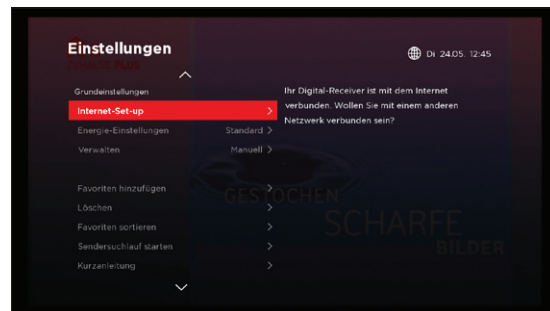 Einstellungen
Di 24.05. 12:45
Grundeinstellungen
Internet-Set-up
Energie-Einstellungen Standard
Verwalten Manuell
Favoriten hinzufügen
Löschen
Favoriten sortieren
Sendersuchlauf starten
Kurzanleitung
Ihr Digital-Receiver ist mit dem Internet
verbunden. Wollen Sie mit einem anderen
Netzwerk verbunden sein?
GESTOCHEN
SCHARFE
BILDER